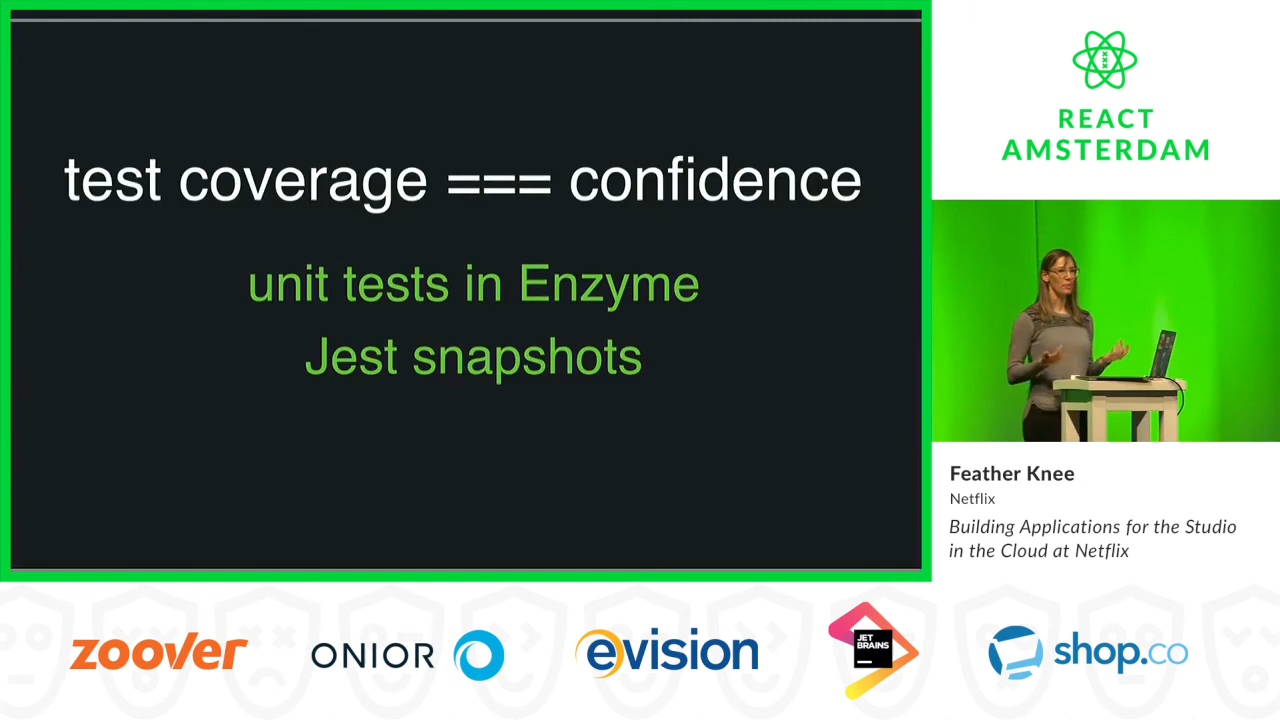 test coverage === confidence
unit tests in Enzyme
Jest snapshots
REACT
AMSTERDAM
Feather Knee
Netflix
Building Applications for the Studio
in the Cloud at Netflix
zoover
ONIOR
evision
JET
BRAINS
shop.co